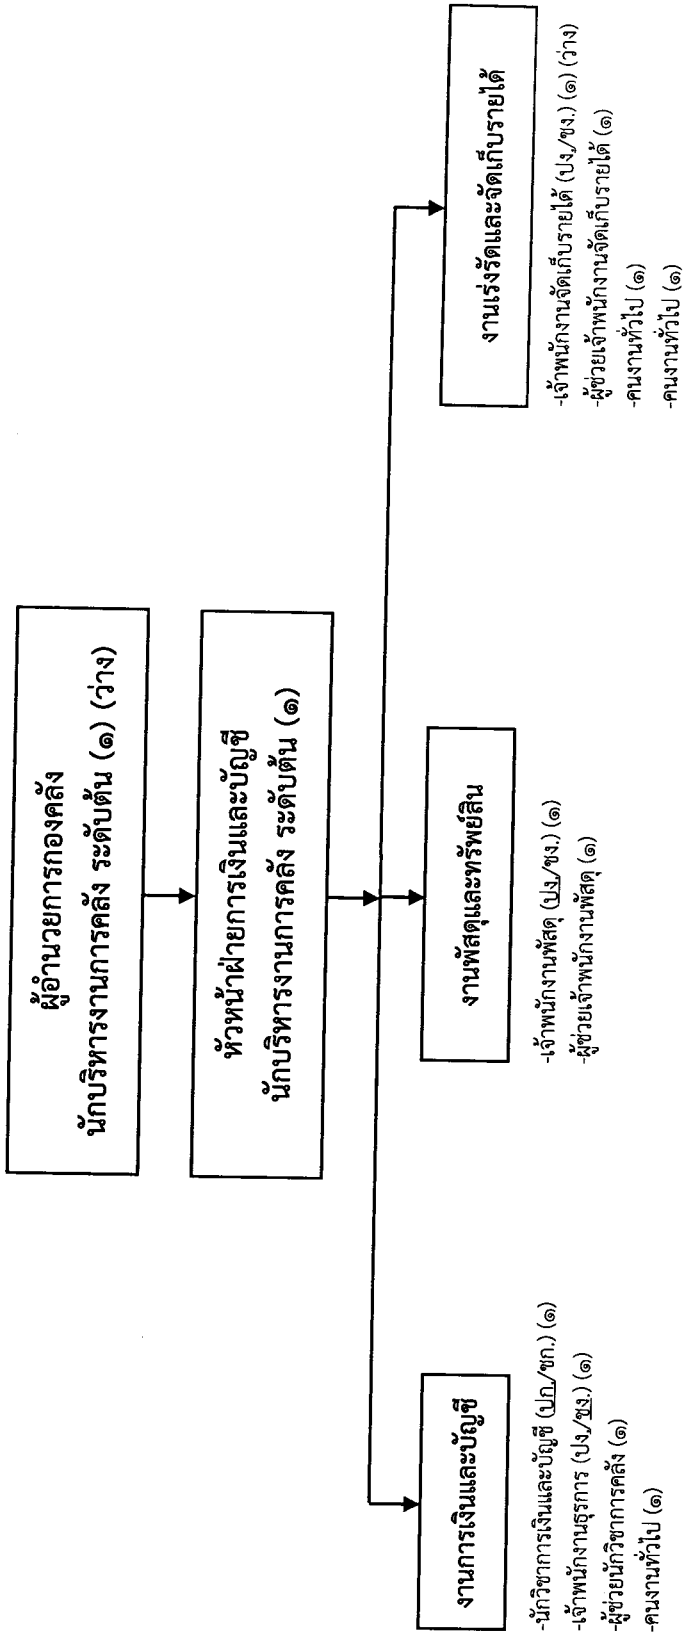 ผู้อำนวยการกองคลัง
นักบริหารงานการคลัง ระดับต้น (๑) (ว่าง)
หัวหน้าฝ่ายการเงินและบัญชี
นักบริหารงานการคลัง ระดับต้น (๑)
งานการเงินและบัญชี
-นักวิชาการเงินและบัญชี (ปก./ชก.) (๑)
-เจ้าพนักงานธุรการ (ปง./ชง.) (๑)
-ผู้ช่วยนักวิชาการคลัง (๑)
-คนงานทั่วไป (๑)
งานพัสดุและทรัพย์สิน
-เจ้าพนักงานพัสดุ (ปง./ชง.) (๑)
-ผู้ช่วยเจ้าพนักงานพัสดุ (๑)
งานเร่งรัดและจัดเก็บรายได้
-เจ้าพนักงานจัดเก็บรายได้ (ปง./ชง.) (๑) (ว่าง)
-ผู้ช่วยเจ้าพนักงานจัดเก็บรายได้ (๑)
-คนงานทั่วไป (๑)
-คนงานทั่วไป (๑)